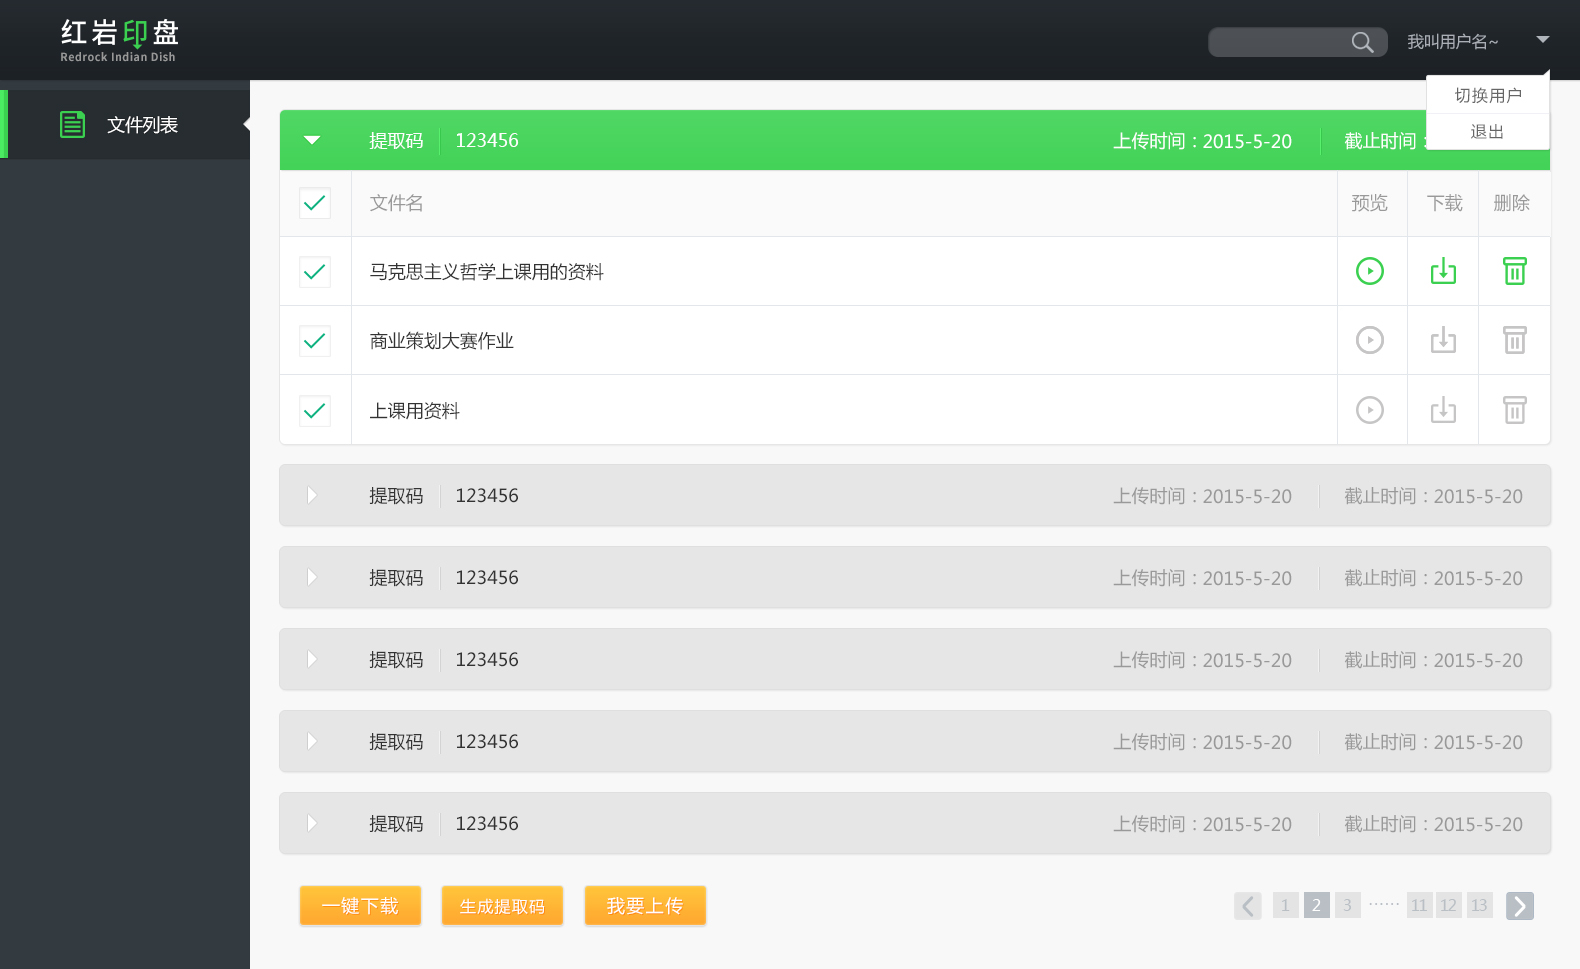 红岩印盘
Redrock Indian Dish
我叫用户名~
切换用户
退出
文件列表
提取码 123456 上传时间：2015-5-20 截止时间：
文件名 预览 下载 删除
马克思主义哲学上课用的资料
商业策划大赛作业
上课用资料
提取码 123456 上传时间：2015-5-20 截止时间：2015-5-20
提取码 123456 上传时间：2015-5-20 截止时间：2015-5-20
提取码 123456 上传时间：2015-5-20 截止时间：2015-5-20
提取码 123456 上传时间：2015-5-20 截止时间：2015-5-20
提取码 123456 上传时间：2015-5-20 截止时间：2015-5-20
一键下载 生成提取码 我要上传 1 2 3 ······ 11 12 13